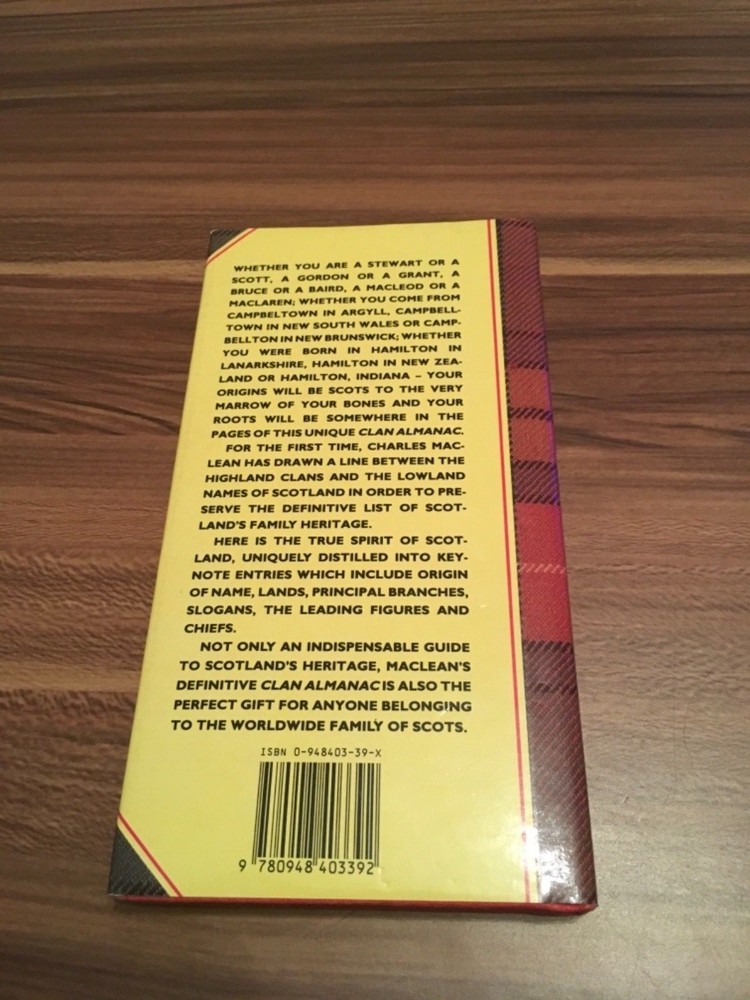 WHETHER YOU ARE A STEWART OR A
SCOTT, A GORDON OR A GRANT, A
BRUCE OR A BAIRD, A MACLEOD OR A
MACLAREN; WHETHER YOU COME FROM
CAMPBELTOWN IN ARGYLL, CAMPBELL-
TOWN IN NEW SOUTH WALES OR CAMP-
BELLTON IN NEW BRUNSWICK; WHETHER
YOU WERE BORN IN HAMILTON IN
LANARKSHIRE, HAMILTON IN NEW ZEA-
LAND OR HAMILTON, INDIANA – YOUR
ORIGINS WILL BE SCOTS TO THE VERY
MARROW OF YOUR BONES AND YOUR
ROOTS WILL BE SOMEWHERE IN THE
PAGES OF THIS UNIQUE CLAN ALMANAC.
FOR THE FIRST TIME, CHARLES MAC-
LEAN HAS DRAWN A LINE BETWEEN THE
HIGHLAND CLANS AND THE LOWLAND
NAMES OF SCOTLAND IN ORDER TO PRE-
SERVE THE DEFINITIVE LIST OF SCOT-
LAND'S FAMILY HERITAGE.
HERE IS THE TRUE SPIRIT OF SCOT-
LAND, UNIQUELY DISTILLED INTO KEY-
NOTE ENTRIES WHICH INCLUDE ORIGIN
OF NAME, LANDS, PRINCIPAL BRANCHES,
SLOGANS, THE LEADING FIGURES AND
CHIEFS.
NOT ONLY AN INDISPENSABLE GUIDE
TO SCOTLAND'S HERITAGE, MACLEAN'S
DEFINITIVE CLAN ALMANAC IS ALSO THE
PERFECT GIFT FOR ANYONE BELONGING
TO THE WORLDWIDE FAMILY OF SCOTS.
ISBN 0-948403-39-X
9 780948 403392